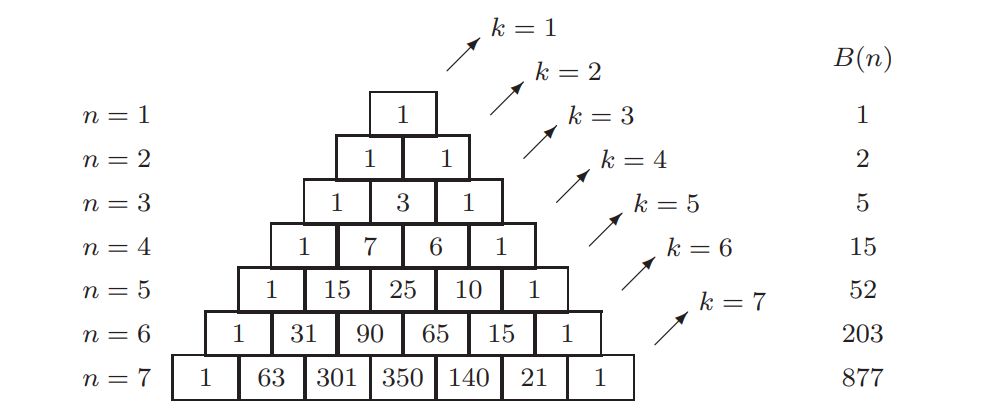 k = 1
B(n)
k = 2
n = 1 1 k = 3 1
n = 2 1 1 k = 4 2
n = 3 1 3 1 k = 5 5
n = 4 1 7 6 1 k = 6 15
n = 5 1 15 25 10 1 k = 7 52
n = 6 1 31 90 65 15 1 203
n = 7 1 63 301 350 140 21 1 877